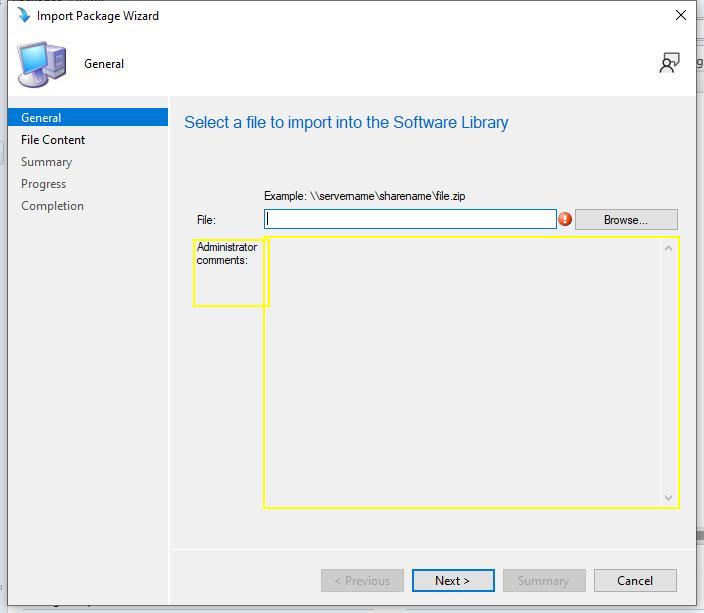 Import Package Wizard
General
General
File Content
Summary
Progress
Completion
Select a file to import into the Software Library
Example: \\servername\sharename\file.zip
File:
Browse...
Administrator
comments:
< Previous
Next >
Summary
Cancel